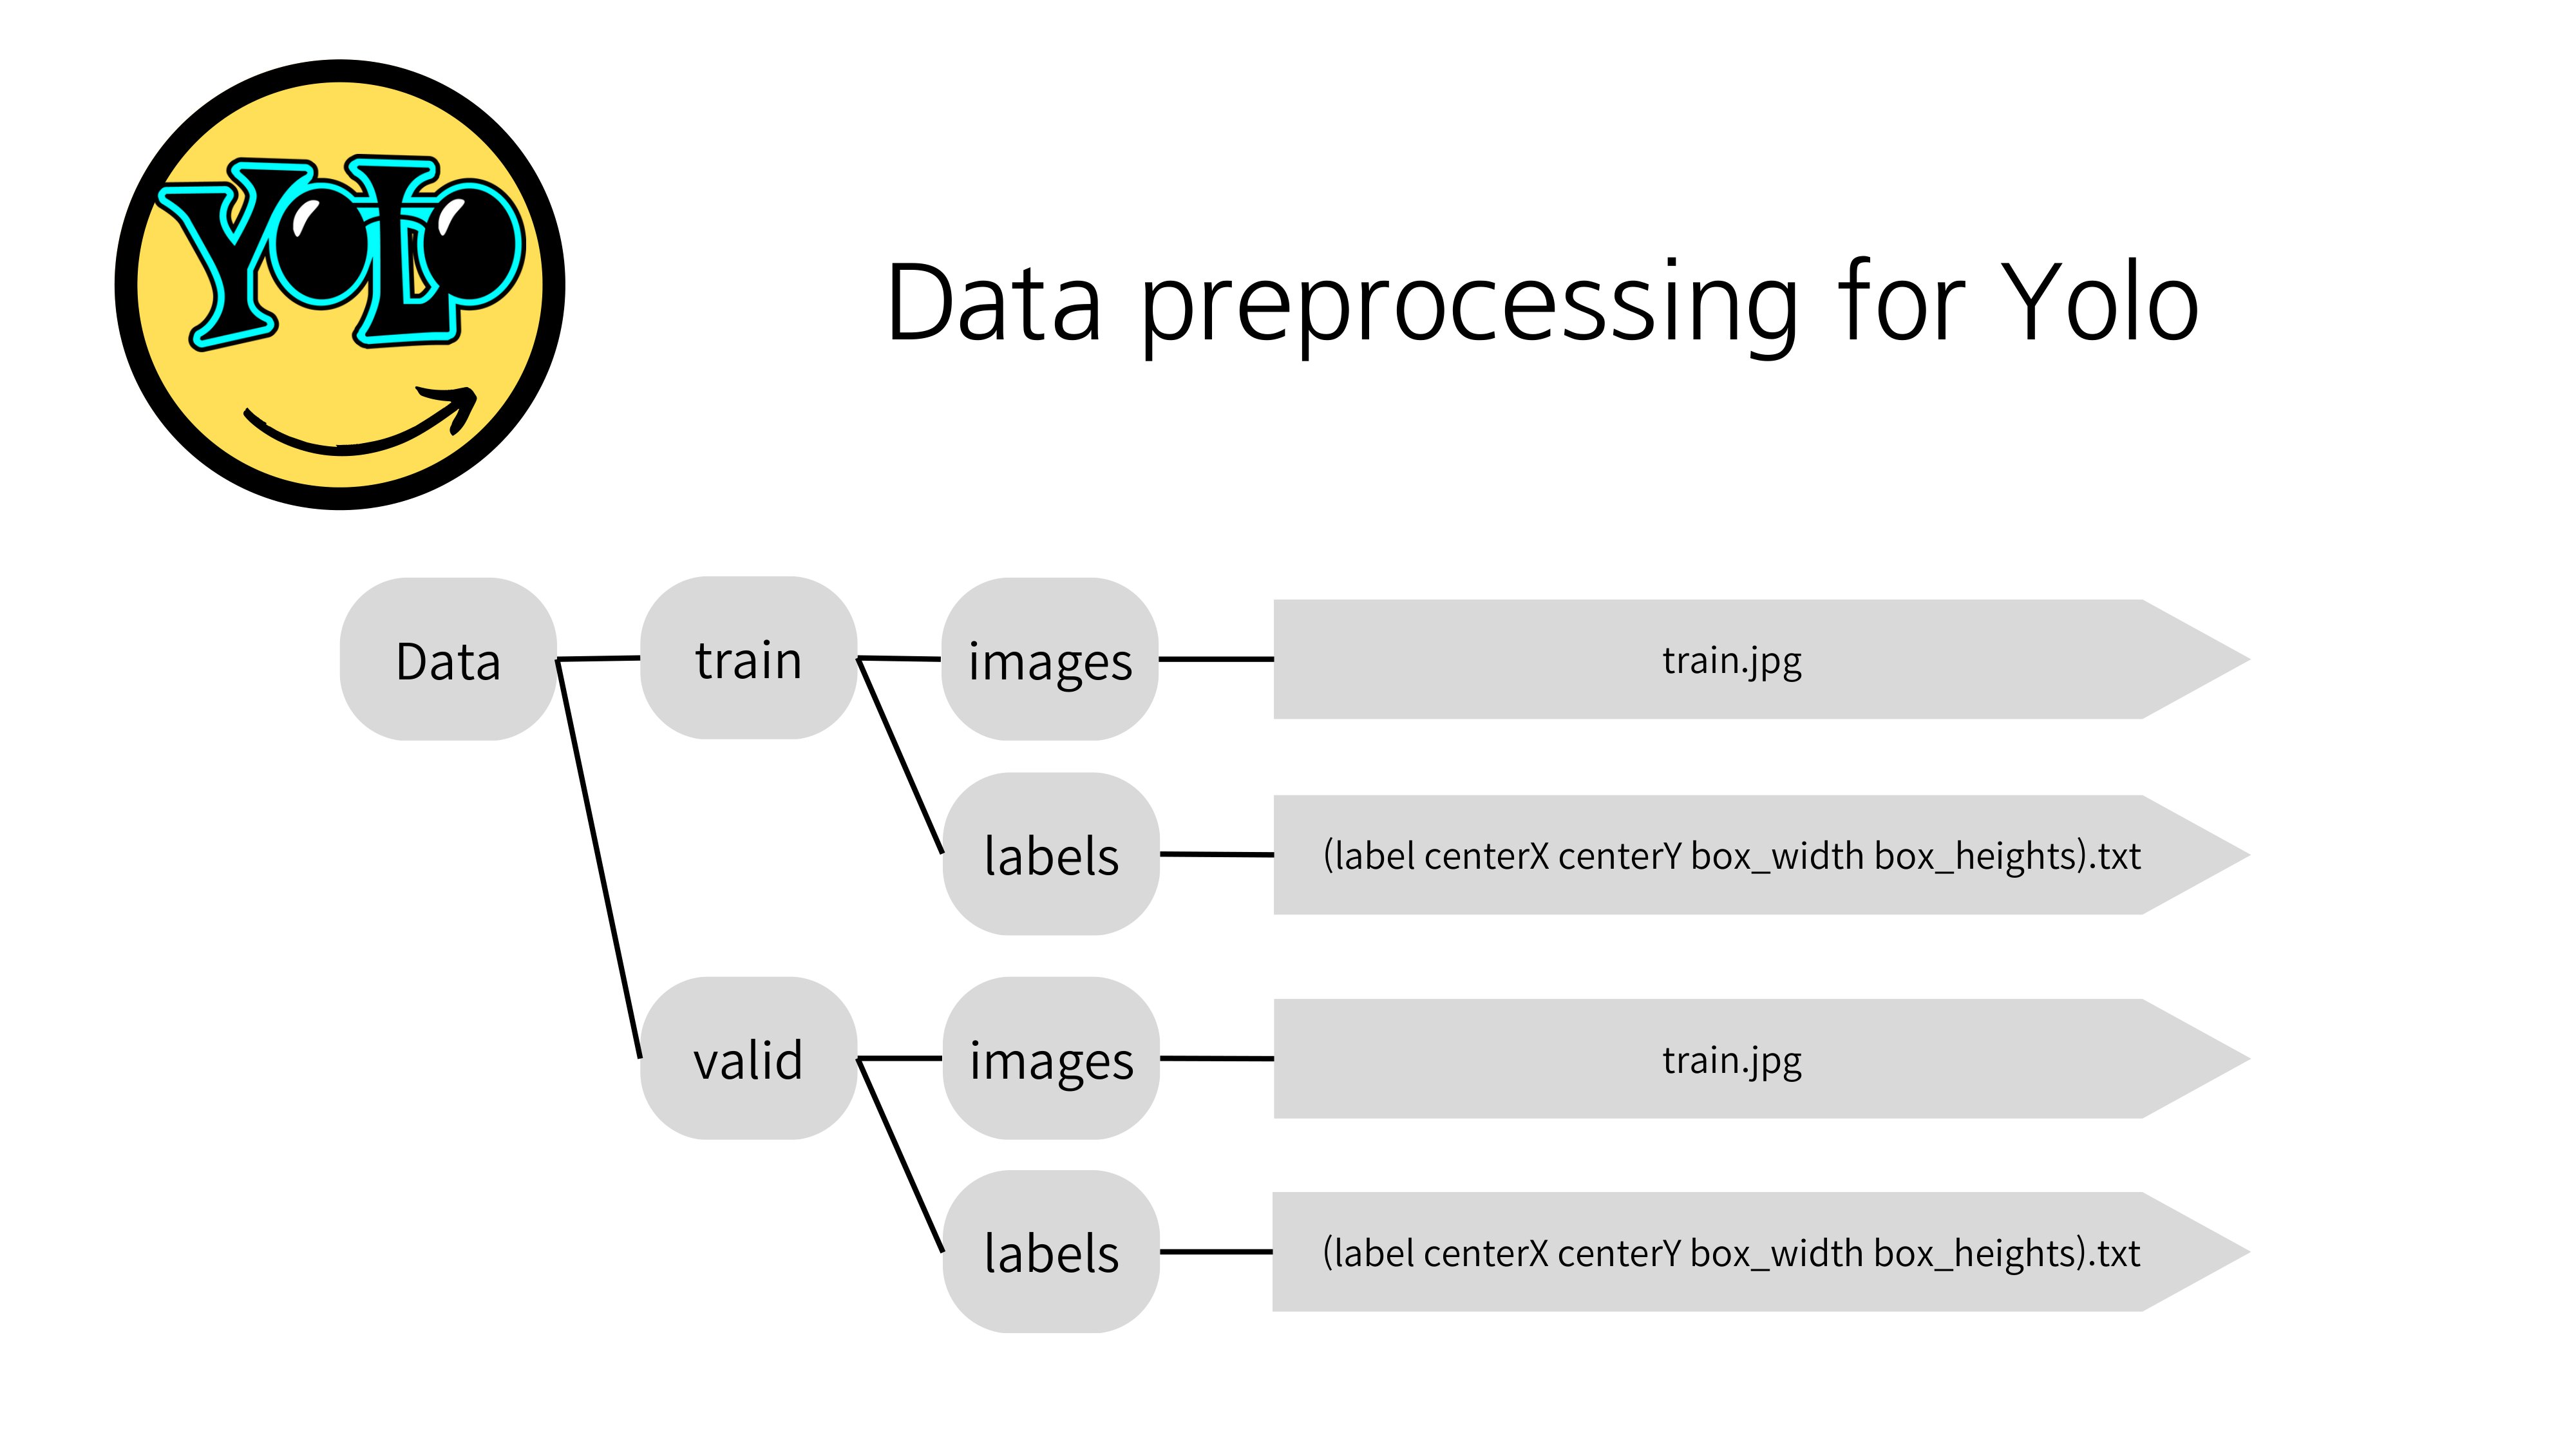 YOLO
Data preprocessing for Yolo
Data
train
images
train.jpg
labels
(label centerX centerY box_width box_heights).txt
valid
images
train.jpg
labels
(label centerX centerY box_width box_heights).txt